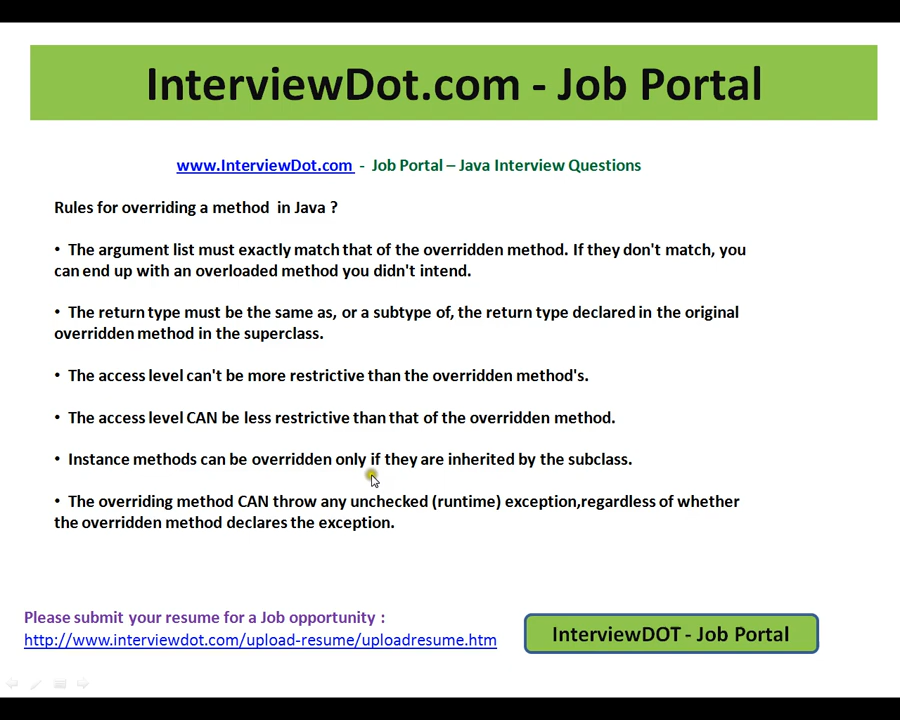 InterviewDot.com - Job Portal
www.InterviewDot.com - Job Portal – Java Interview Questions
Rules for overriding a method in Java ?
• The argument list must exactly match that of the overridden method. If they don't match, you
can end up with an overloaded method you didn't intend.
• The return type must be the same as, or a subtype of, the return type declared in the original
overridden method in the superclass.
• The access level can't be more restrictive than the overridden method's.
• The access level CAN be less restrictive than that of the overridden method.
• Instance methods can be overridden only if they are inherited by the subclass.
• The overriding method CAN throw any unchecked (runtime) exception,regardless of whether
the overridden method declares the exception.
Please submit your resume for a Job opportunity :
http://www.interviewdot.com/upload-resume/uploadresume.htm
InterviewDOT - Job Portal